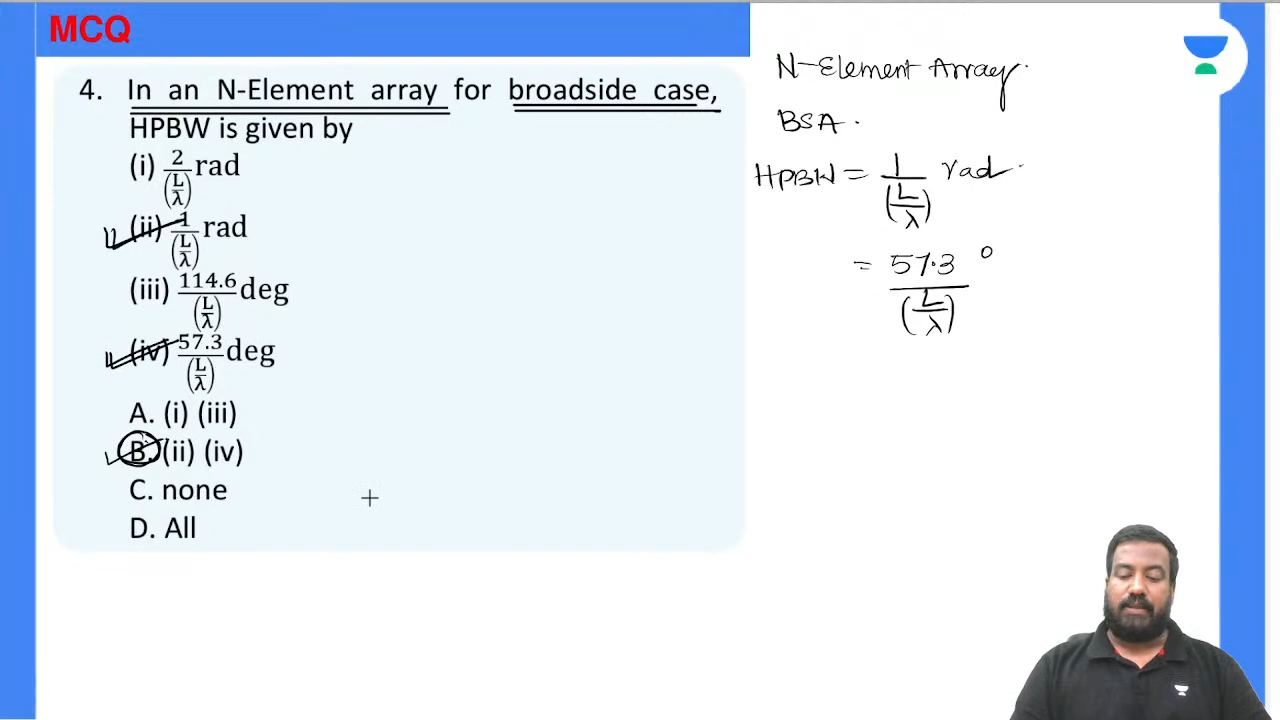 MCQ
4. In an N-Element array for broadside case,
HPBW is given by
(i) 2/(L/λ) rad
(ii) 1/(L/λ) rad
(iii) 114.6/(L/λ) deg
(iv) 57.3/(L/λ) deg
A. (i) (iii)
B. (ii) (iv)
C. none
D. All
N-Element Array.
BSA.
HPBW = 1/(L/λ) rad.
= 57.3°/(L/λ)